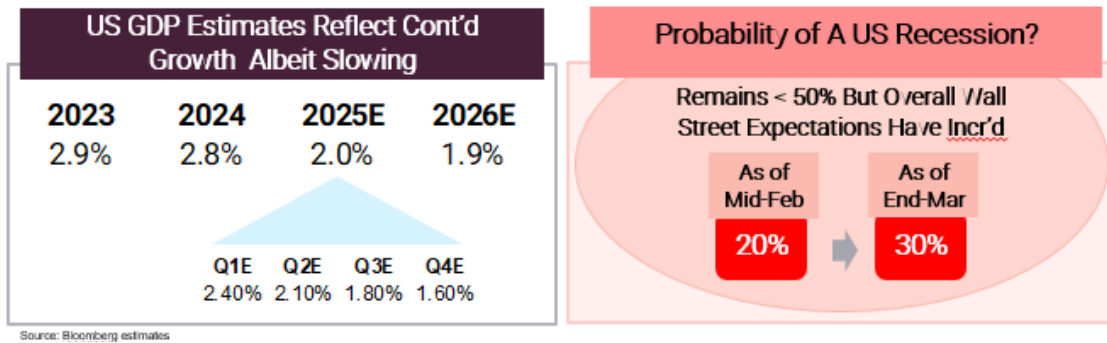 US GDP Estimates Reflect Cont'd
Growth Albeit Slowing
2023 2024 2025E 2026E
2.9% 2.8% 2.0% 1.9%
Q1E Q2E Q3E Q4E
2.40% 2.10% 1.80% 1.60%
Source: Bloomberg estimates
Probability of A US Recession?
Remains < 50% But Overall Wall
Street Expectations Have Incr'd
As of
Mid-Feb
20%
As of
End-Mar
30%